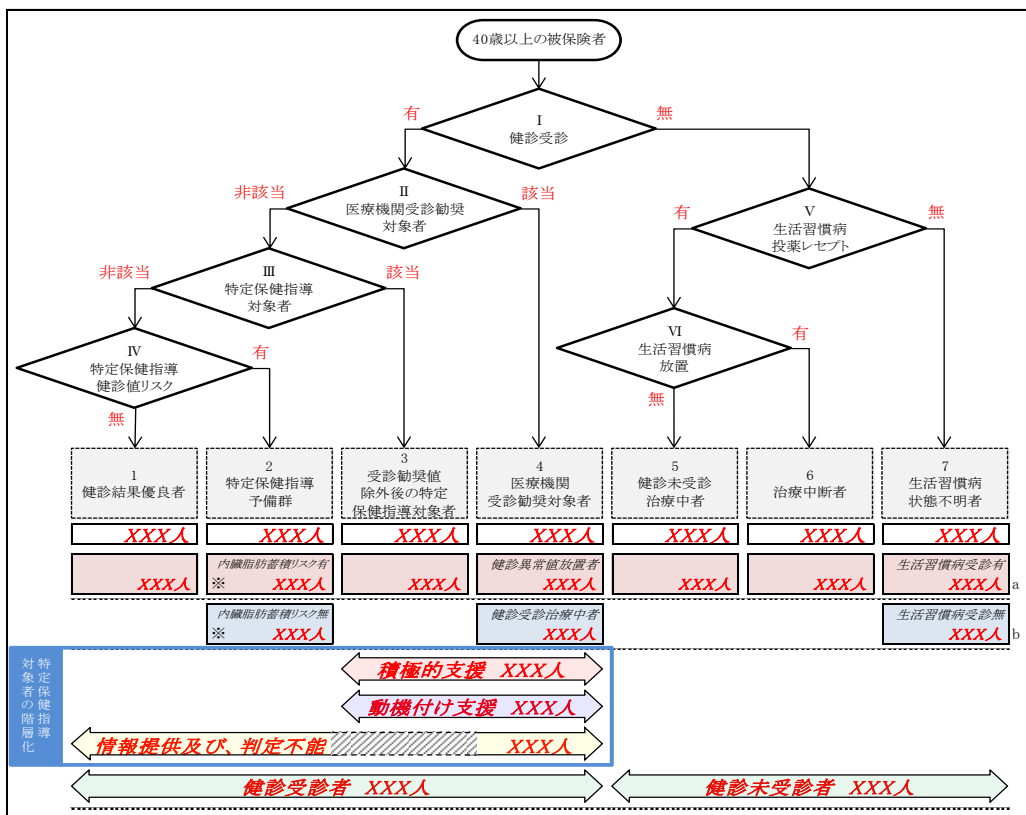 40歳以上の被保険者
Ⅰ
健診受診
有
無
Ⅱ
医療機関受診勧奨
対象者
非該当
該当
Ⅴ
生活習慣病
投薬レセプト
有
無
Ⅲ
特定保健指導
対象者
非該当
該当
Ⅳ
特定保健指導
健診値リスク
有
無
Ⅵ
生活習慣病
放置
有
無
1
健診結果優良者
2
特定保健指導
予備群
3
受診勧奨値
除外後の特定
保健指導対象者
4
医療機関
受診勧奨対象者
5
健診未受診
治療中者
6
治療中断者
7
生活習慣病
状態不明者
XXX人
XXX人
XXX人
XXX人
XXX人
XXX人
XXX人
XXX人
内臓脂肪蓄積リスク有
※ XXX人
XXX人
健診異常値放置者
XXX人
XXX人
XXX人
生活習慣病受診有
XXX人
a
内臓脂肪蓄積リスク無
※ XXX人
健診受診治療中者
XXX人
生活習慣病受診無
XXX人
b
特定保健指導
対象者の階層化
積極的支援 XXX人
動機付け支援 XXX人
情報提供及び、判定不能 XXX人
健診受診者 XXX人
健診未受診者 XXX人